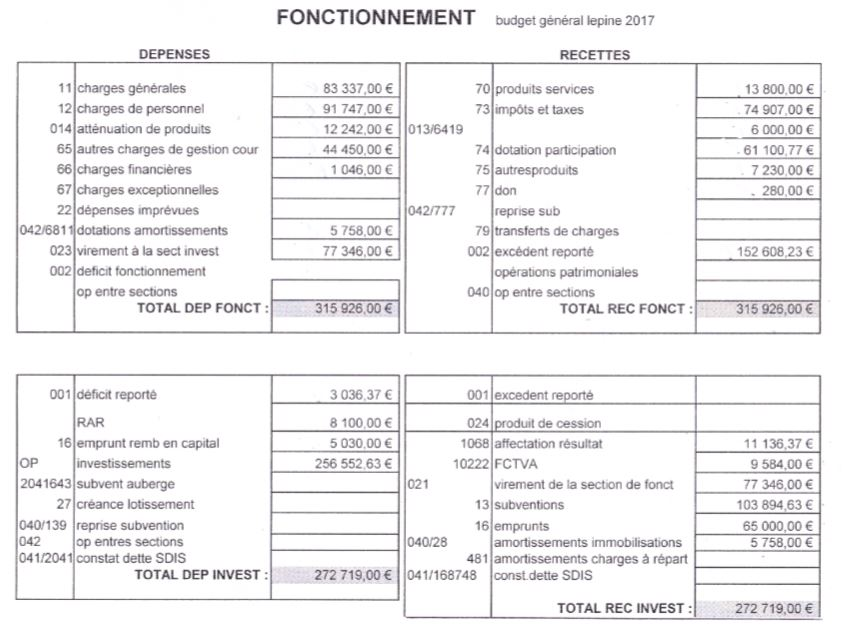 FONCTIONNEMENT budget général lepine 2017
DEPENSES
11 charges générales 83 337,00 €
12 charges de personnel 91 747,00 €
014 atténuation de produits 12 242,00 €
65 autres charges de gestion cour 44 450,00 €
66 charges financières 1 046,00 €
67 charges exceptionnelles
22 dépenses imprévues
042/6811 dotations amortissements 5 758,00 €
023 virement à la sect invest 77 346,00 €
002 deficit fonctionnement
op entre sections
TOTAL DEP FONCT : 315 926,00 €
RECETTES
70 produits services 13 800,00 €
73 impôts et taxes 74 907,00 €
013/6419 6 000,00 €
74 dotation participation 61 100,77 €
75 autresproduits 7 230,00 €
77 don 280,00 €
042/777 reprise sub
79 transferts de charges
002 excédent reporté 152 608,23 €
opérations patrimoniales
040 op entre sections
TOTAL REC FONCT : 315 926,00 €
001 déficit reporté 3 036,37 €
RAR 8 100,00 €
16 emprunt remb en capital 5 030,00 €
OP investissements 256 552,63 €
2041643 subvent auberge
27 créance lotissement
040/139 reprise subvention
042 op entres sections
041/2041 constat dette SDIS
TOTAL DEP INVEST : 272 719,00 €
001 excedent reporté
024 produit de cession
1068 affectation résultat 11 136,37 €
10222 FCTVA 9 584,00 €
021 virement de la section de fonct 77 346,00 €
13 subventions 103 894,63 €
16 emprunts 65 000,00 €
040/28 amortissements immobilisations 5 758,00 €
481 amortissements charges à répart
041/168748 const.dette SDIS
TOTAL REC INVEST : 272 719,00 €